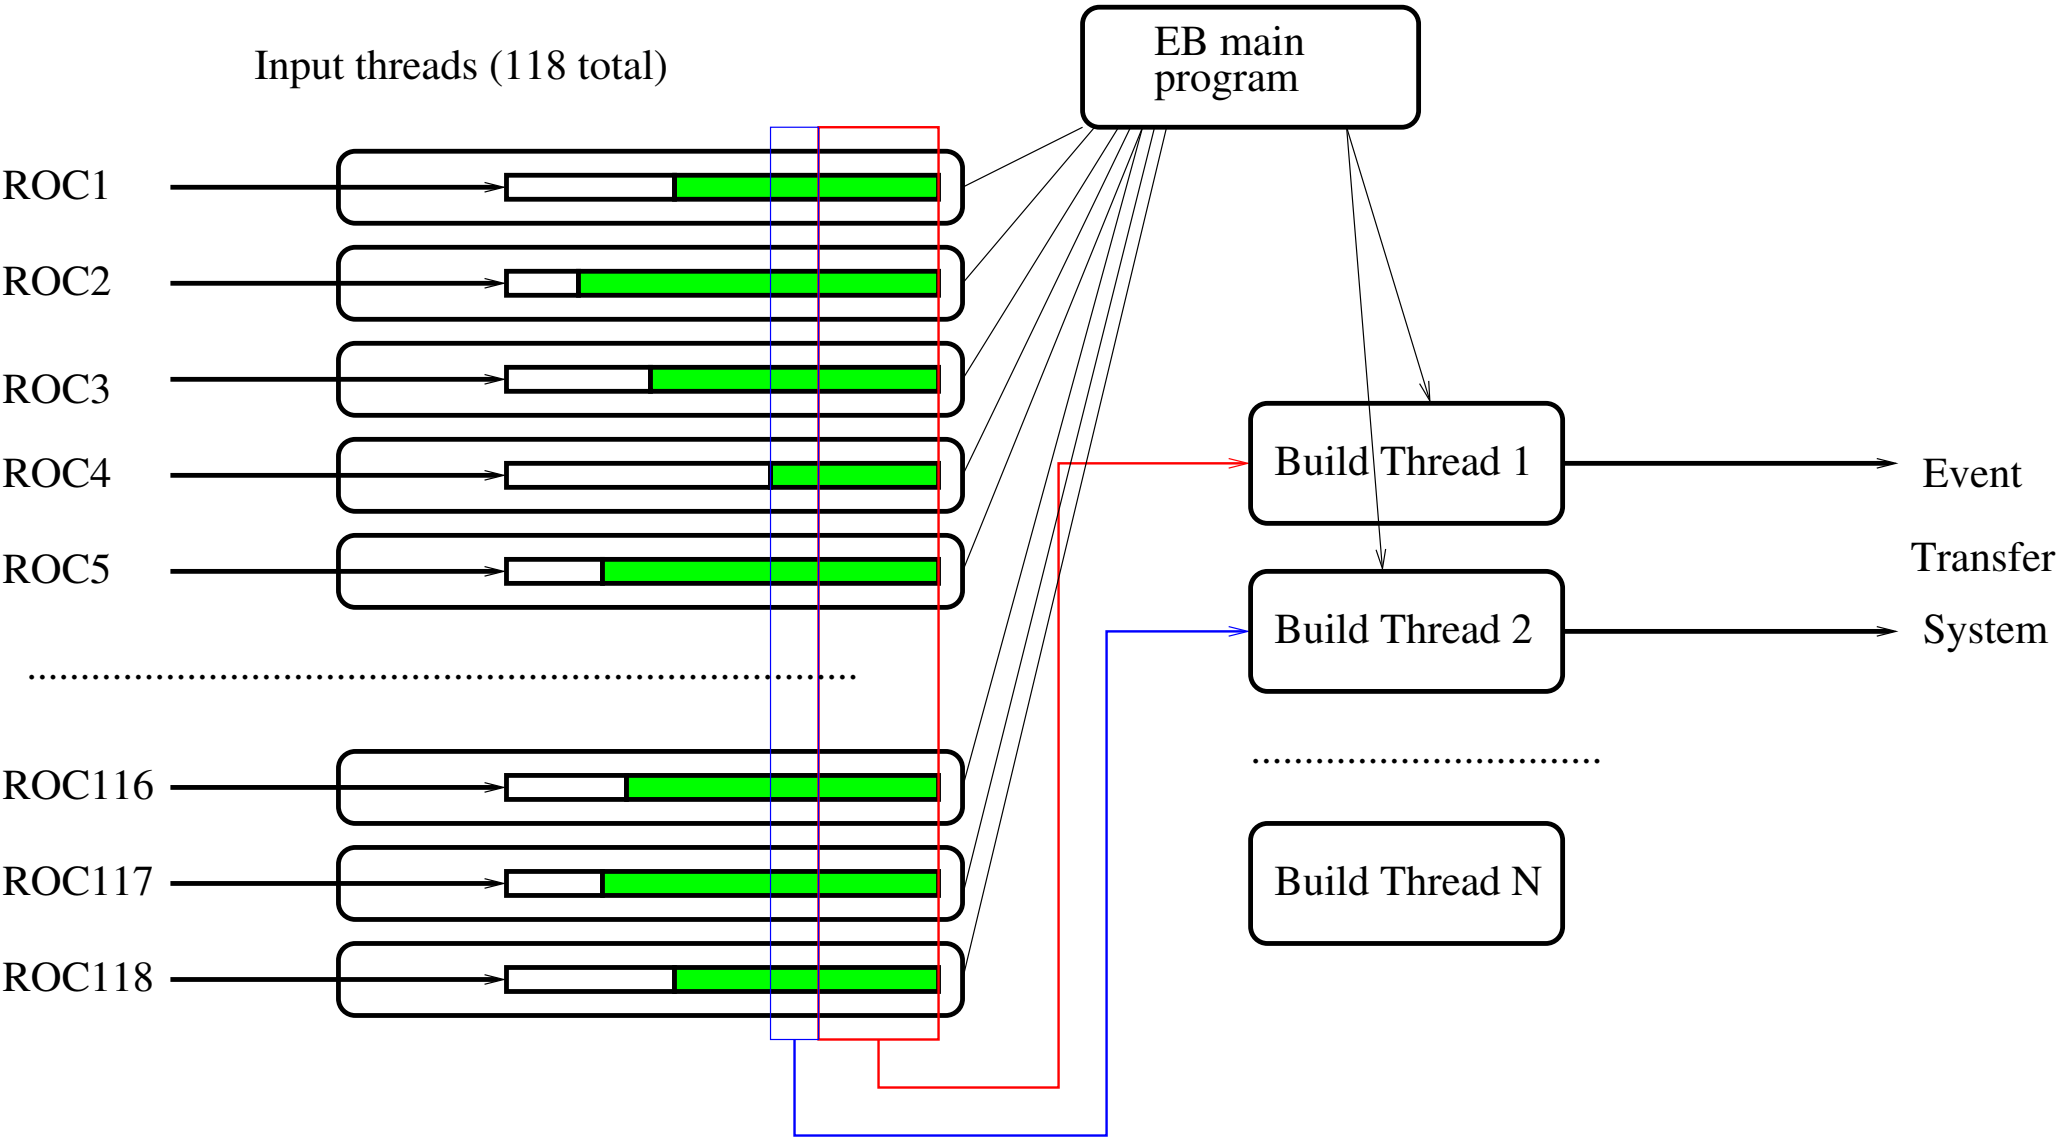 EB main
program
Input threads (118 total)
ROC1
ROC2
ROC3
ROC4
ROC5
ROC116
ROC117
ROC118
Build Thread 1
Build Thread 2
Build Thread N
Event
Transfer
System